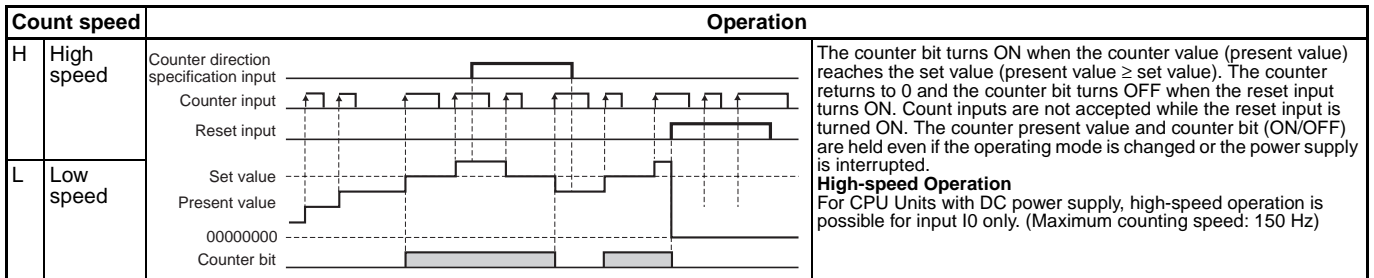 Count speed
Operation
H
High
speed
L
Low
speed
Counter direction
specification input
Counter input
Reset input
Set value
Present value
00000000
Counter bit
The counter bit turns ON when the counter value (present value)
reaches the set value (present value ≥ set value). The counter
returns to 0 and the counter bit turns OFF when the reset input
turns ON. Count inputs are not accepted while the reset input is
turned ON. The counter present value and counter bit (ON/OFF)
are held even if the operating mode is changed or the power supply
is interrupted.
High-speed Operation
For CPU Units with DC power supply, high-speed operation is
possible for input I0 only. (Maximum counting speed: 150 Hz)